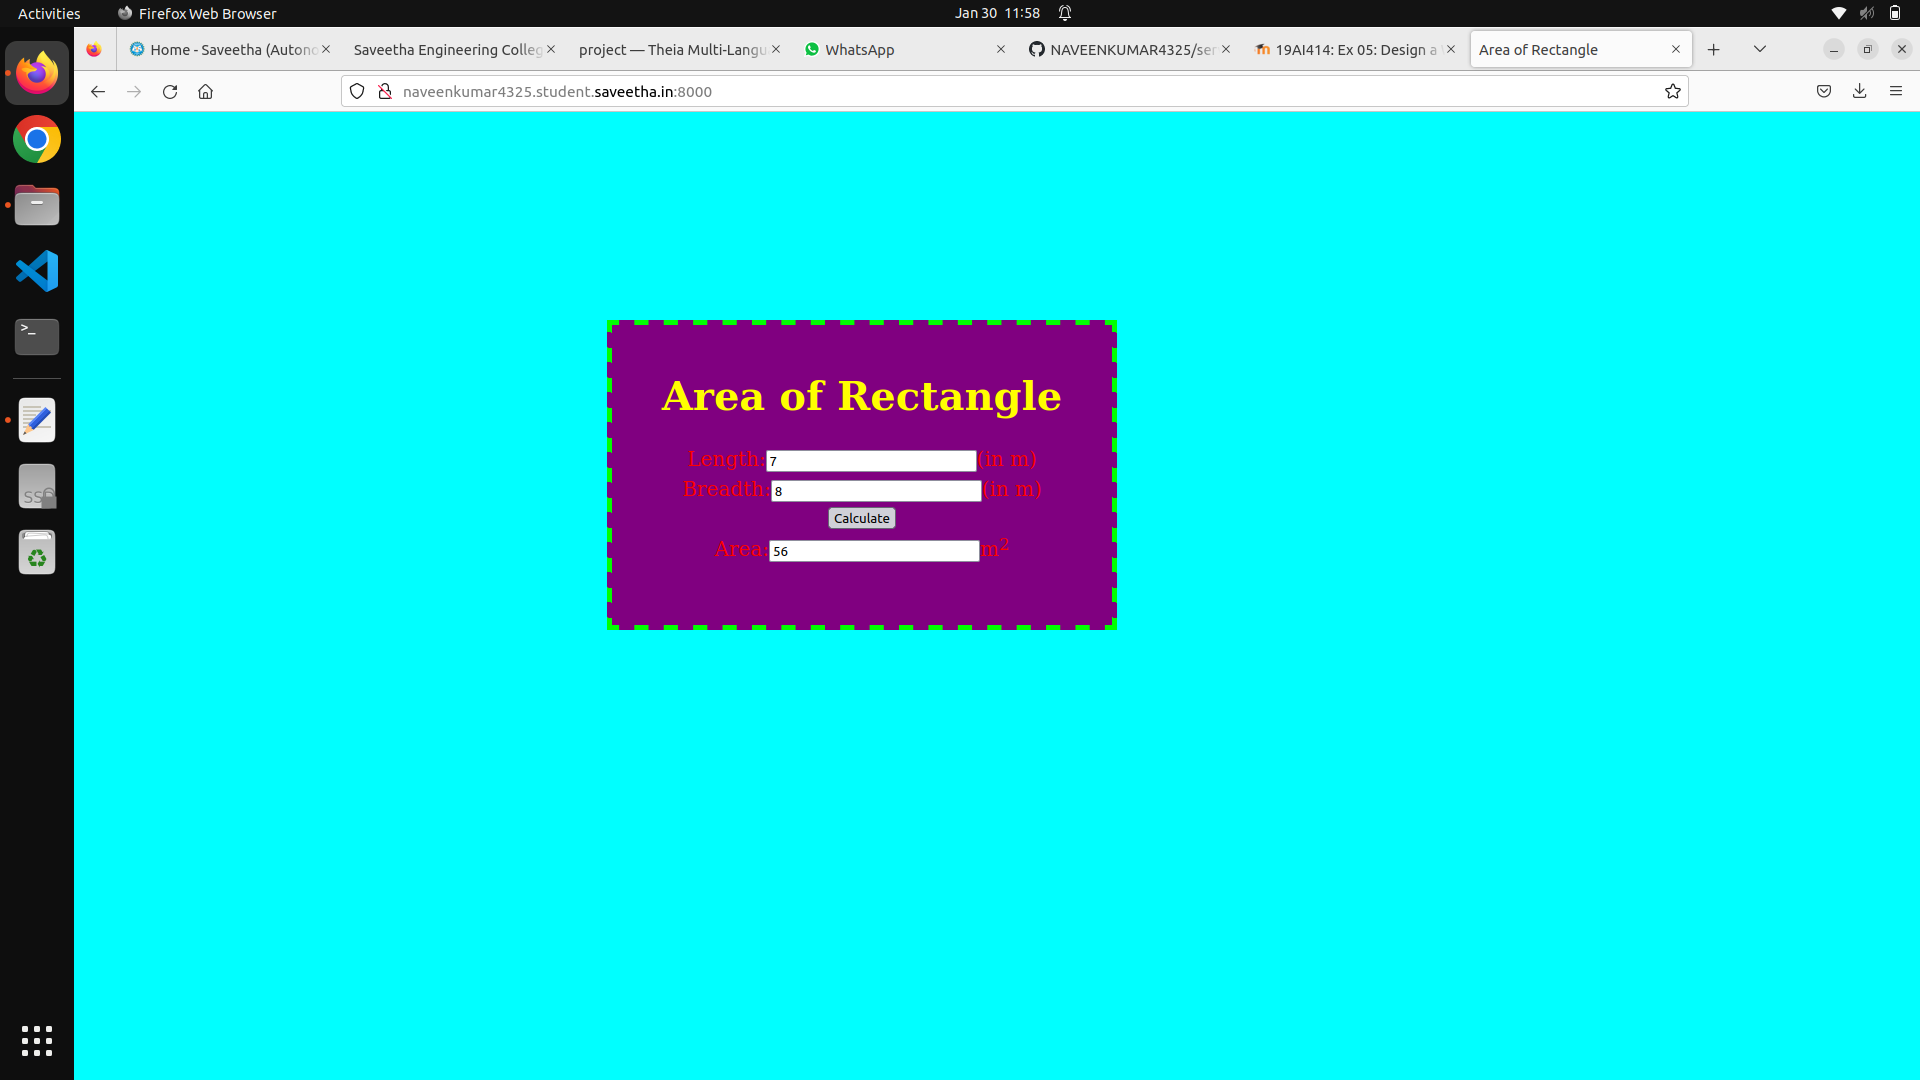 Activities
Firefox Web Browser
Jan 30 11:58
Home - Saveetha (Autono
Saveetha Engineering Colleg
project — Theia Multi-Langu
WhatsApp
NAVEENKUMAR4325/ser
19AI414: Ex 05: Design a W
Area of Rectangle
naveenkumar4325.student.saveetha.in:8000
>_
SSD
Area of Rectangle
Length: 7 (in m)
Breadth: 8 (in m)
Calculate
Area: 56 m²